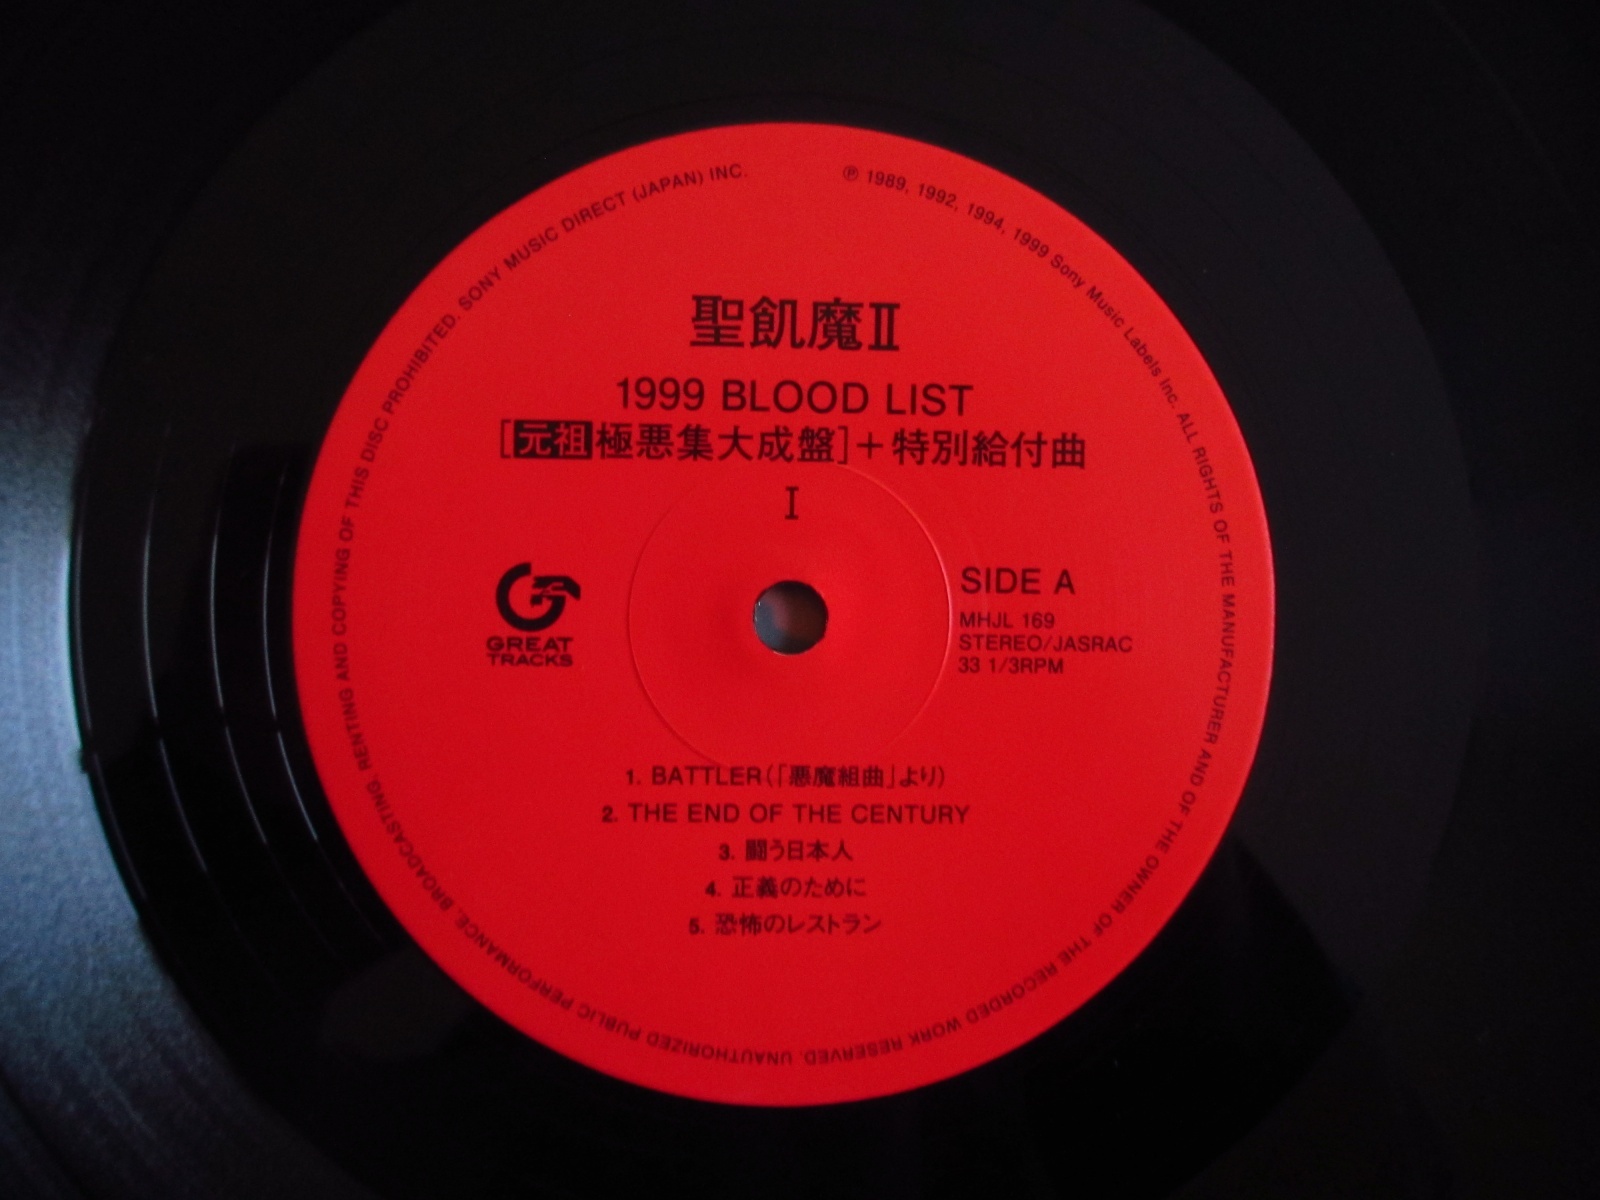 聖飢魔II
1999 BLOOD LIST
[元祖極悪集大成盤]+特別給付曲
I
GREAT
TRACKS
SIDE A
MHJL 169
STEREO/JASRAC
33 1/3RPM
1. BATTLER(「悪魔組曲」より)
2. THE END OF THE CENTURY
3. 闘う日本人
4. 正義のために
5. 恐怖のレストラン
℗ 1989, 1992, 1994, 1999 Sony Music Labels Inc. ALL RIGHTS OF THE MANUFACTURER AND OF THE OWNER OF THE RECORDED WORK RESERVED. UNAUTHORIZED PUBLIC PERFORMANCE, BROADCASTING, RENTING AND COPYING OF THIS DISC PROHIBITED. SONY MUSIC DIRECT (JAPAN) INC.